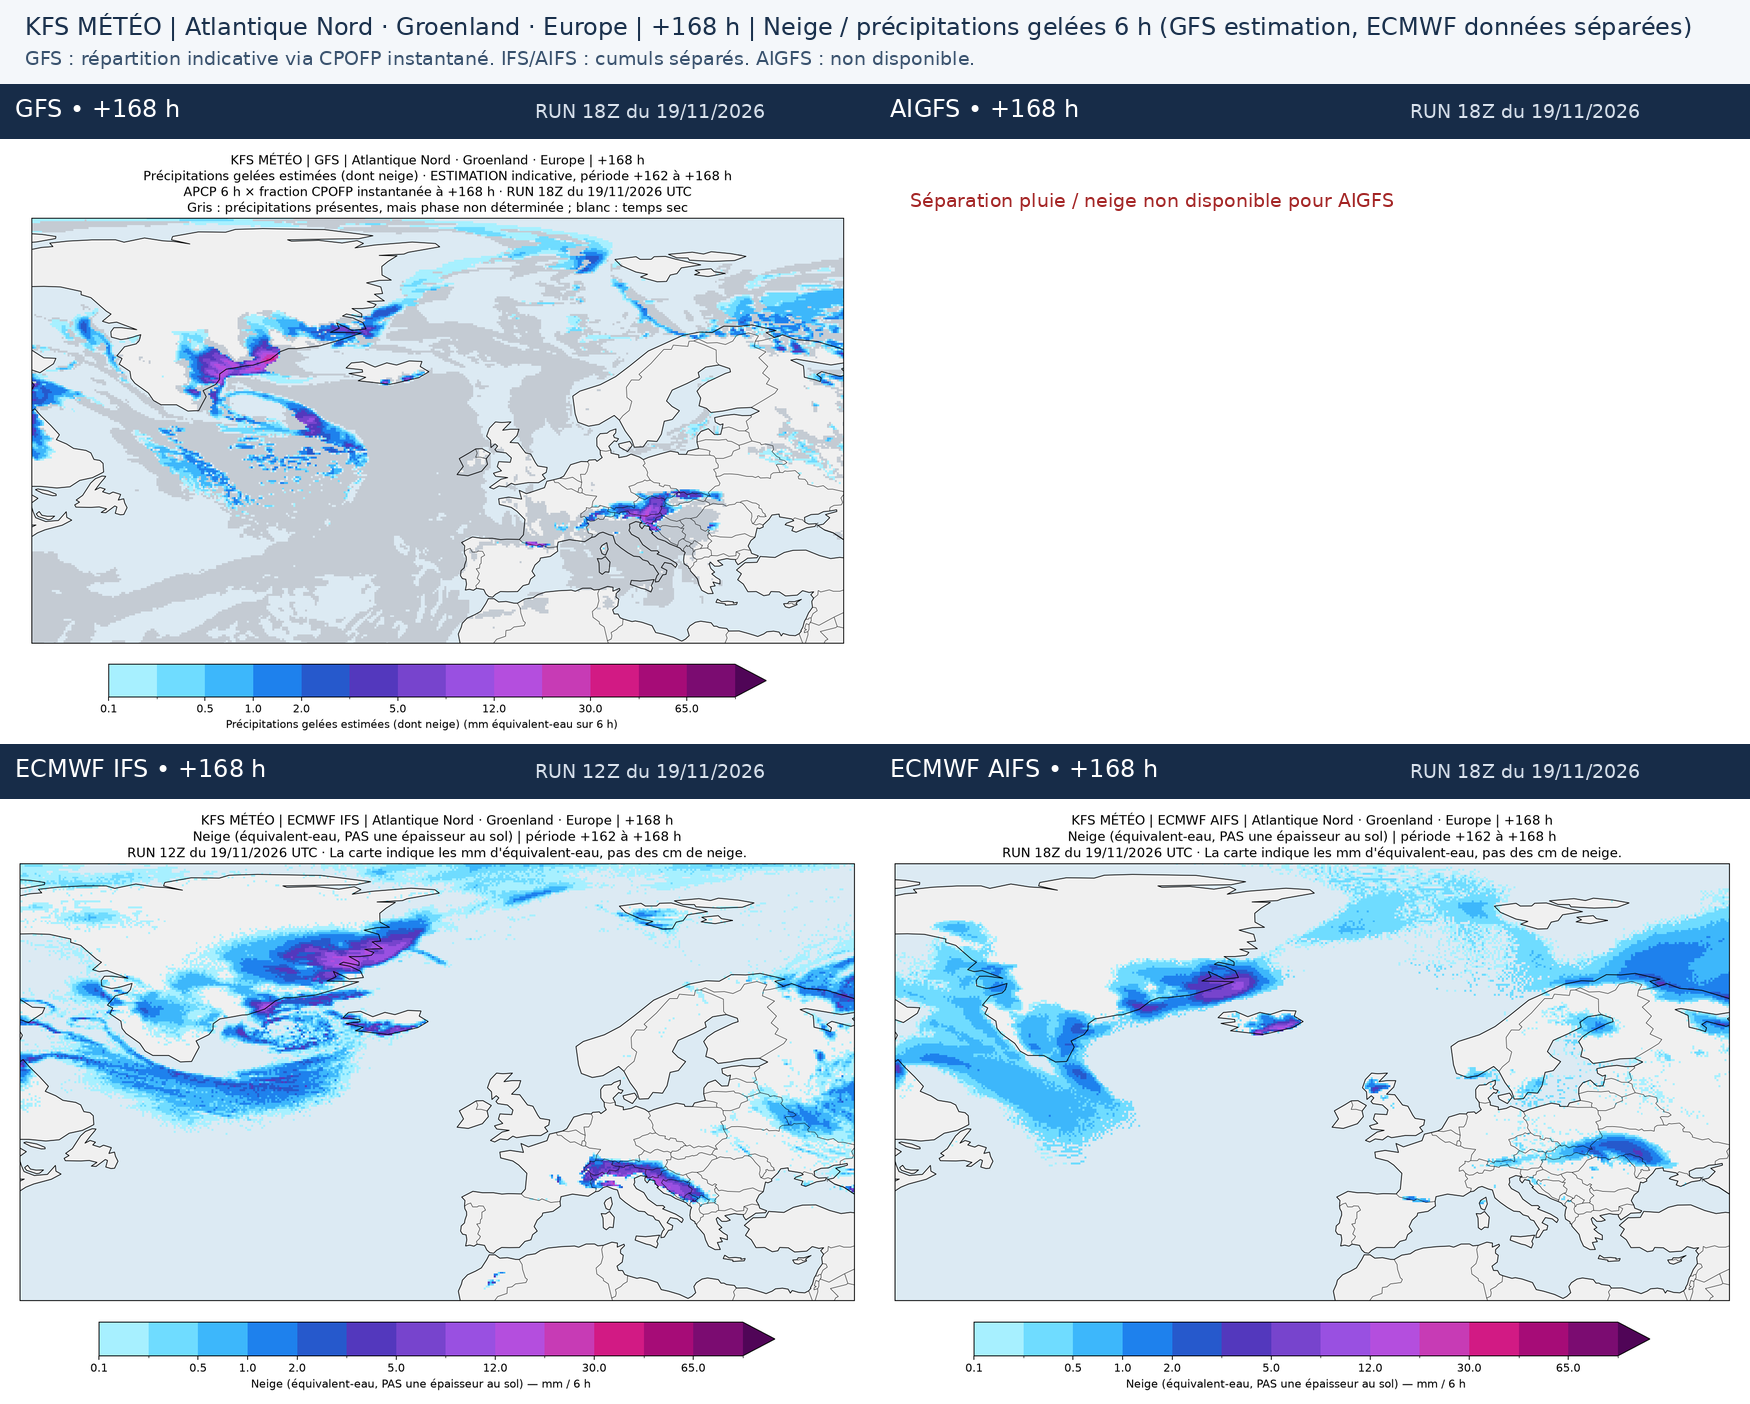 KFS MÉTÉO | Atlantique Nord · Groenland · Europe | +168 h | Neige / précipitations gelées 6 h (GFS estimation, ECMWF données séparées)
GFS : répartition indicative via CPOFP instantané. IFS/AIFS : cumuls séparés. AIGFS : non disponible.
GFS • +168 h
RUN 18Z du 19/11/2026
AIGFS • +168 h
RUN 18Z du 19/11/2026
KFS MÉTÉO | GFS | Atlantique Nord · Groenland · Europe | +168 h
Précipitations gelées estimées (dont neige) · ESTIMATION indicative, période +162 à +168 h
APCP 6 h × fraction CPOFP instantanée à +168 h · RUN 18Z du 19/11/2026 UTC
Gris : précipitations présentes, mais phase non déterminée ; blanc : temps sec
0.1 0.5 1.0 2.0 5.0 12.0 30.0 65.0
Précipitations gelées estimées (dont neige) (mm équivalent-eau sur 6 h)
Séparation pluie / neige non disponible pour AIGFS
ECMWF IFS • +168 h
RUN 12Z du 19/11/2026
ECMWF AIFS • +168 h
RUN 18Z du 19/11/2026
KFS MÉTÉO | ECMWF IFS | Atlantique Nord · Groenland · Europe | +168 h
Neige (équivalent-eau, PAS une épaisseur au sol) | période +162 à +168 h
RUN 12Z du 19/11/2026 UTC · La carte indique les mm d'équivalent-eau, pas des cm de neige.
0.1 0.5 1.0 2.0 5.0 12.0 30.0 65.0
Neige (équivalent-eau, PAS une épaisseur au sol) — mm / 6 h
KFS MÉTÉO | ECMWF AIFS | Atlantique Nord · Groenland · Europe | +168 h
Neige (équivalent-eau, PAS une épaisseur au sol) | période +162 à +168 h
RUN 18Z du 19/11/2026 UTC · La carte indique les mm d'équivalent-eau, pas des cm de neige.
0.1 0.5 1.0 2.0 5.0 12.0 30.0 65.0
Neige (équivalent-eau, PAS une épaisseur au sol) — mm / 6 h